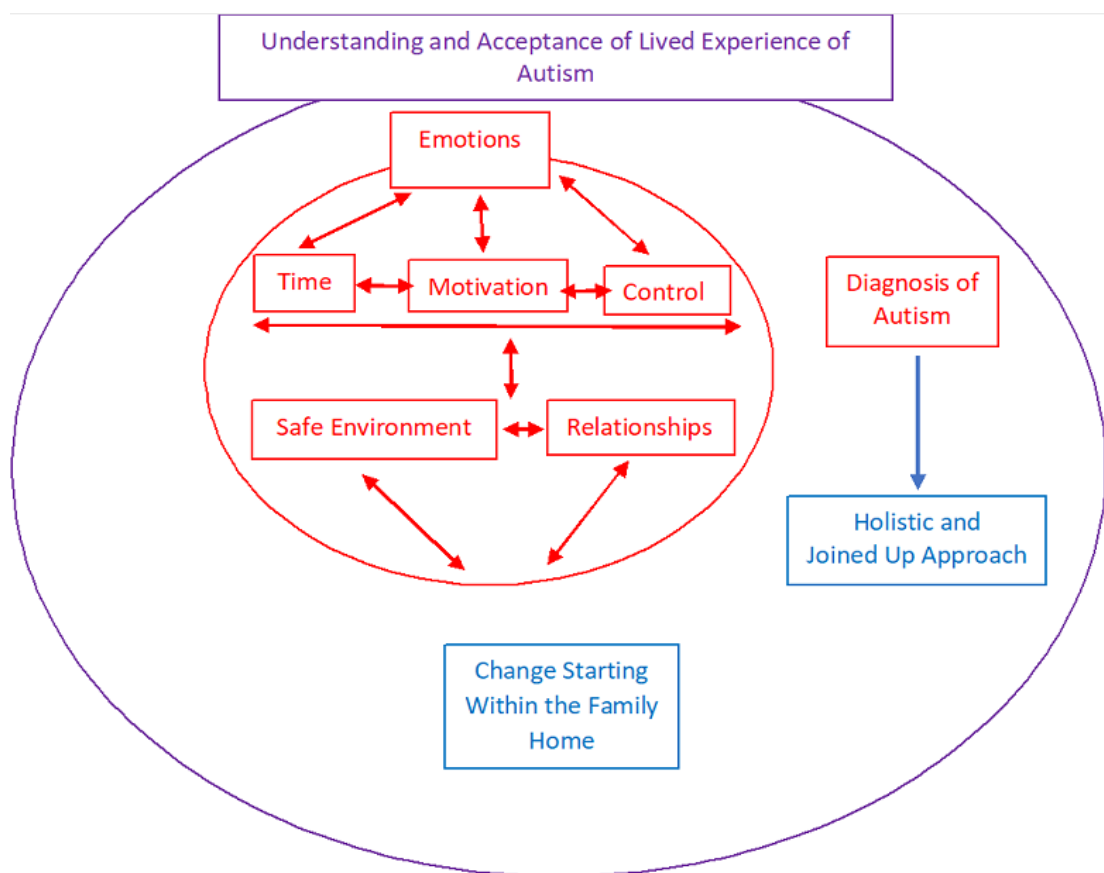 Understanding and Acceptance of Lived Experience of
Autism
Emotions
Time
Motivation
Control
Diagnosis of
Autism
Safe Environment
Relationships
Holistic and
Joined Up Approach
Change Starting
Within the Family
Home